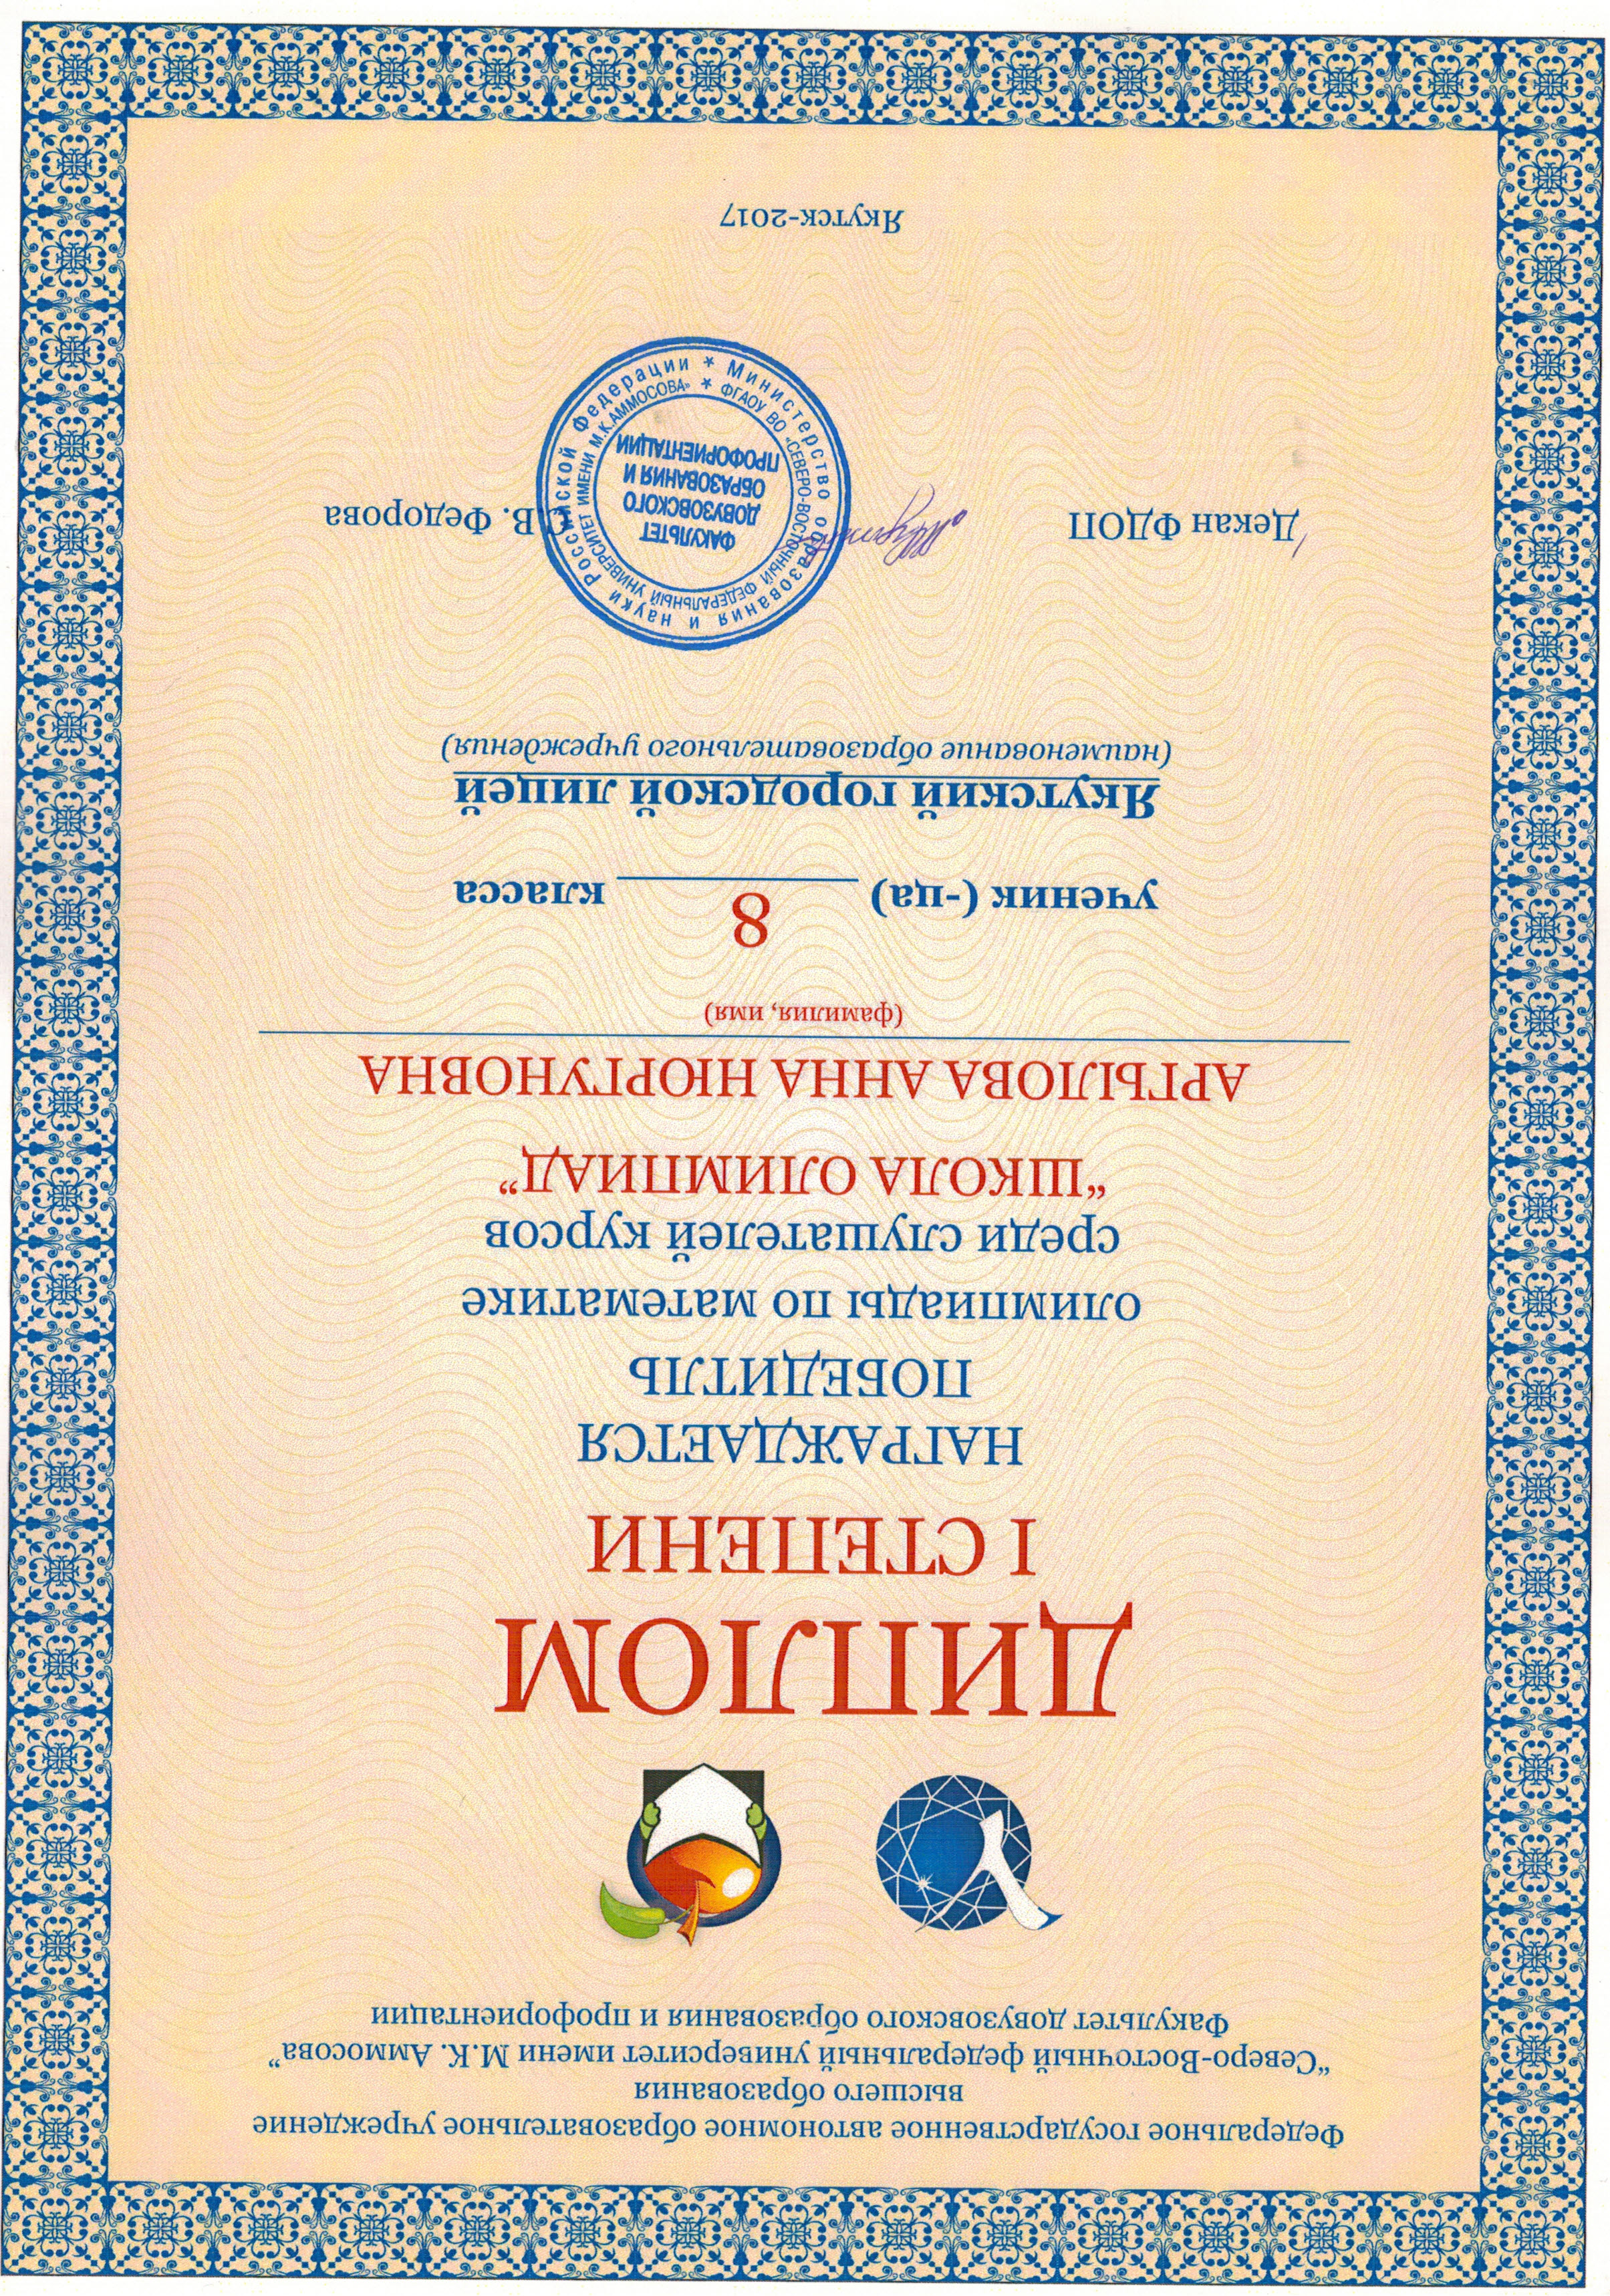 Федеральное государственное автономное образовательное учреждение
высшего образования
“Северо-Восточный федеральный университет имени М.К. Аммосова”
Факультет довузовского образования и профориентации
ДИПЛОМ
I СТЕПЕНИ
НАГРАЖДАЕТСЯ
ПОБЕДИТЛЬ
олимпиады по математике
среди слушателей курсов
“ШКОЛА ОЛИМПИАД”
АРГЫЛОВА АННА НЮРГУНОВНА
(фамилия, имя)
ученик (-ца) 8 класса
Якутский городской лицей
(наименование образовательного учреждения)
Декан ФДОП
.В. Федорова
Министерство образования и науки Российской Федерации *
ФГАОУ ВО «СЕВЕРО-ВОСТОЧНЫЙ ФЕДЕРАЛЬНЫЙ УНИВЕРСИТЕТ ИМЕНИ М.К.АММОСОВА» *
ФАКУЛЬТЕТ
ДОВУЗОВСКОГО
ОБРАЗОВАНИЯ И
ПРОФОРИЕНТАЦИИ
Якутск-2017